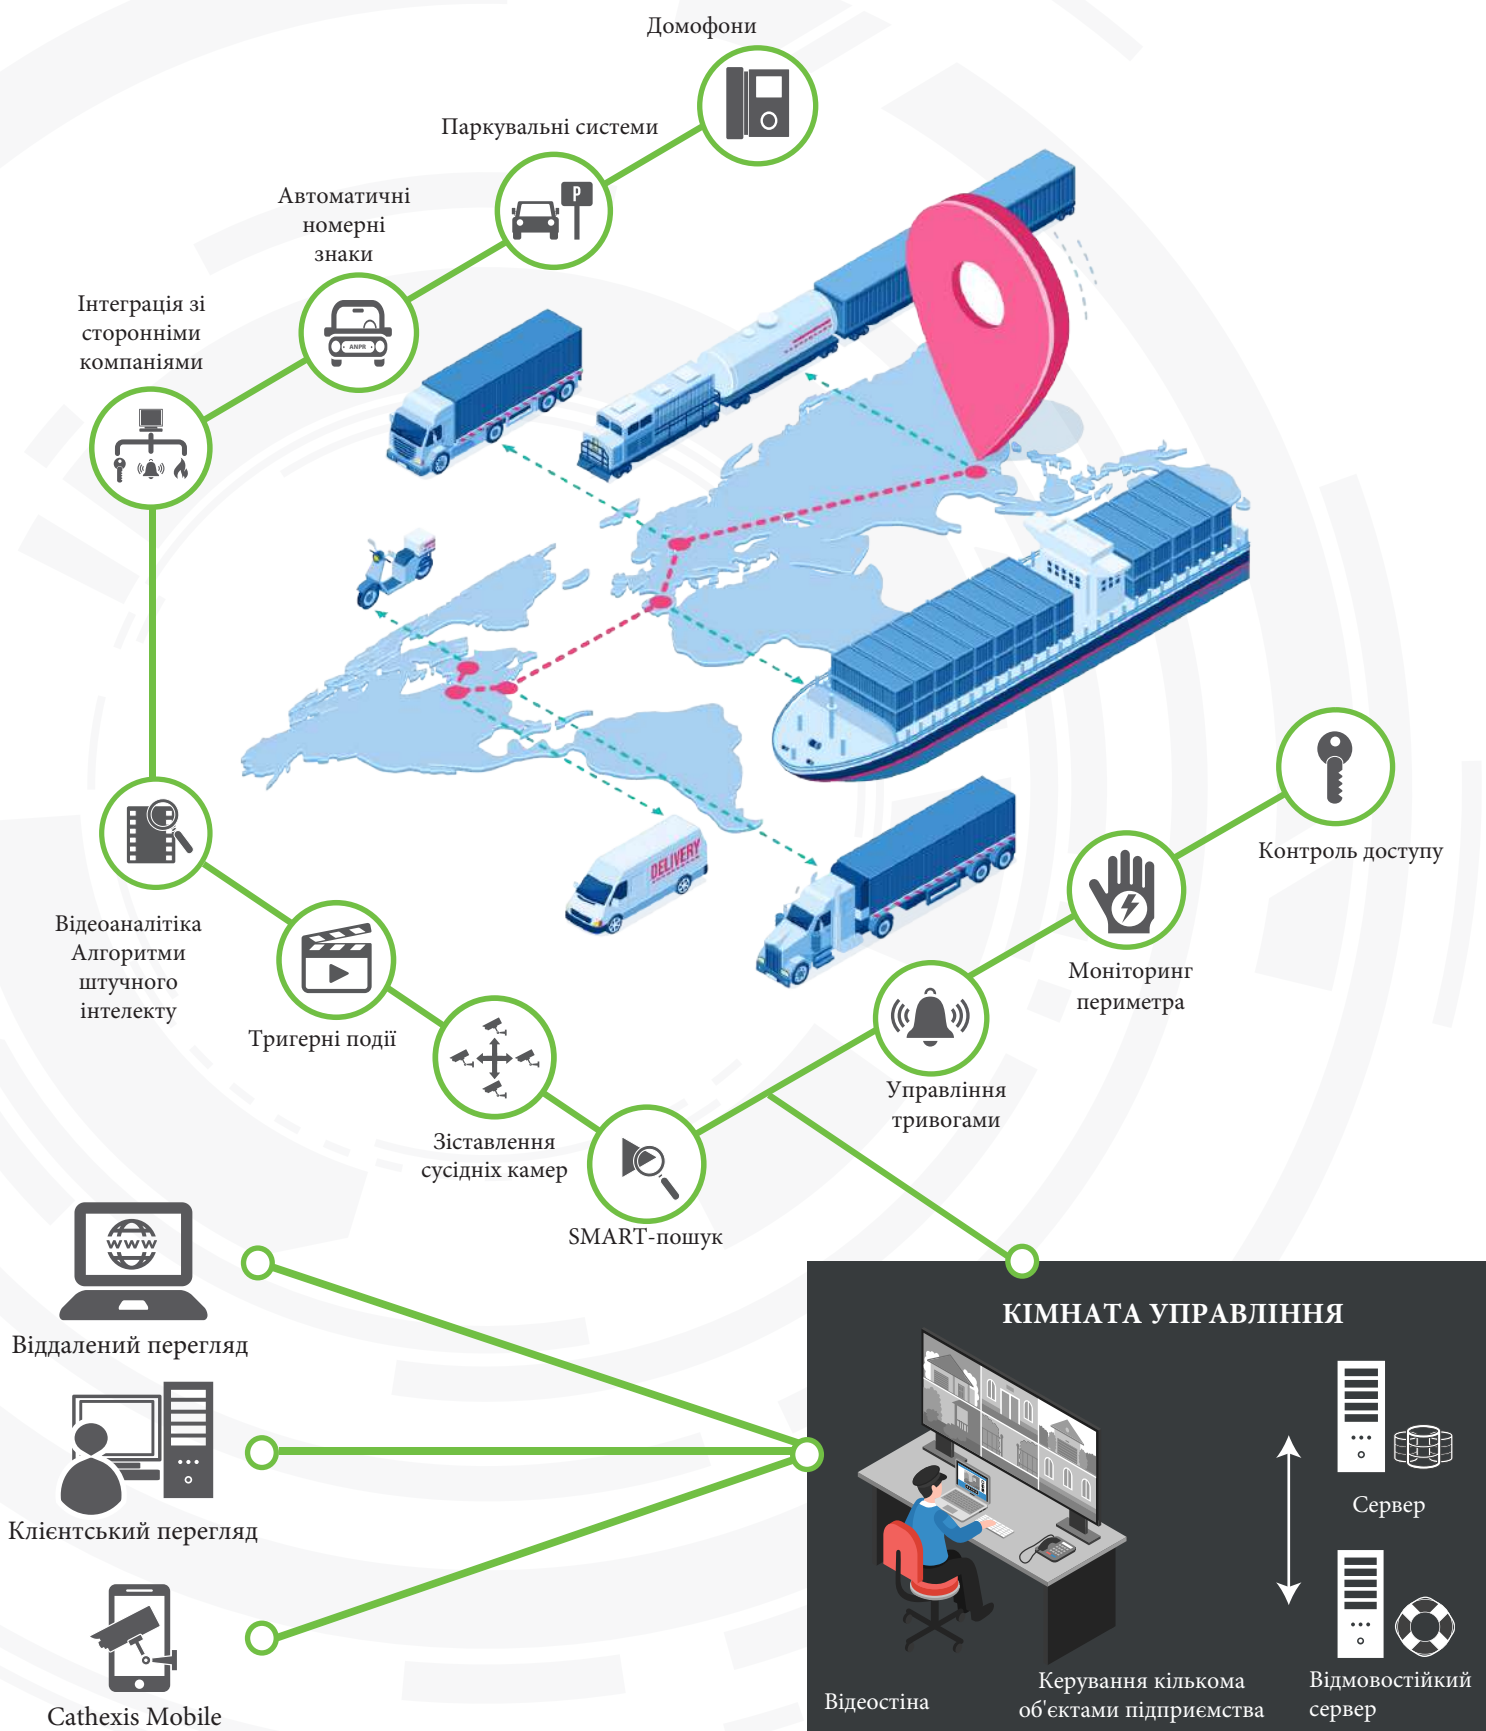 Домофони
Паркувальні системи
P
Автоматичні
номерні
знаки
ANPR
Інтеграція зі
сторонніми
компаніями
DELIVERY
Контроль доступу
Моніторинг
периметра
Управління
тривогами
Відеоаналітика
Алгоритми
штучного
інтелекту
Тригерні події
Зіставлення
сусідніх камер
SMART-пошук
www
Віддалений перегляд
Клієнтський перегляд
Cathexis Mobile
КІМНАТА УПРАВЛІННЯ
Сервер
Відеостіна
Керування кількома
об'єктами підприємства
Відмовостійкий
сервер